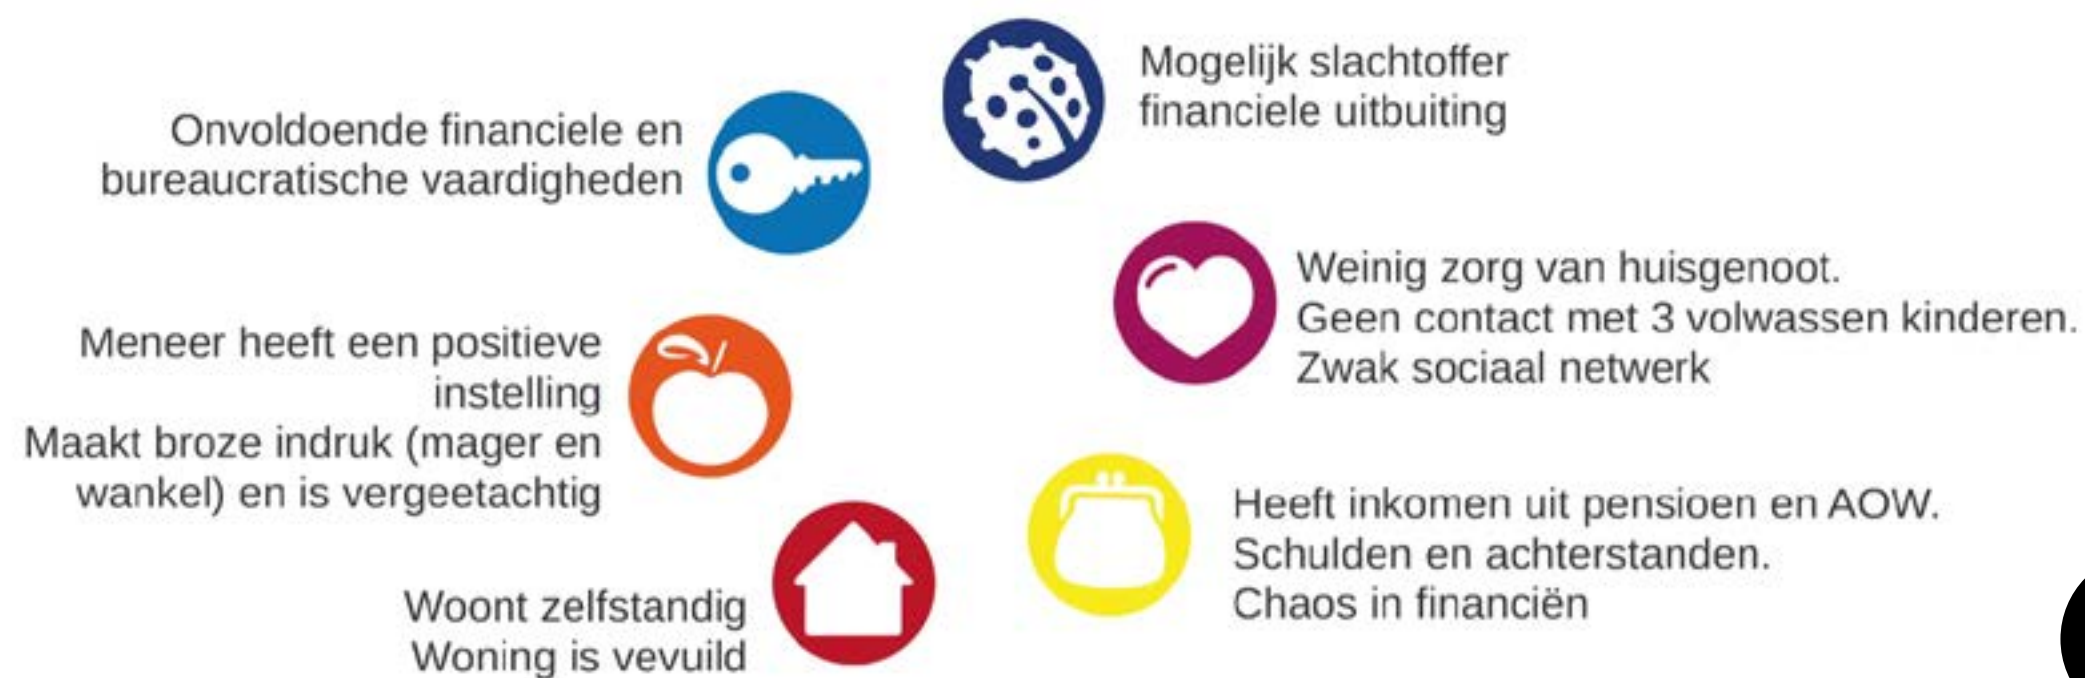 Mogelijk slachtoffer
financiele uitbuiting
Onvoldoende financiele en
bureaucratische vaardigheden
Weinig zorg van huisgenoot.
Geen contact met 3 volwassen kinderen.
Zwak sociaal netwerk
Meneer heeft een positieve
instelling
Maakt broze indruk (mager en
wankel) en is vergeetachtig
Heeft inkomen uit pensioen en AOW.
Schulden en achterstanden.
Chaos in financiën
Woont zelfstandig
Woning is vevuild